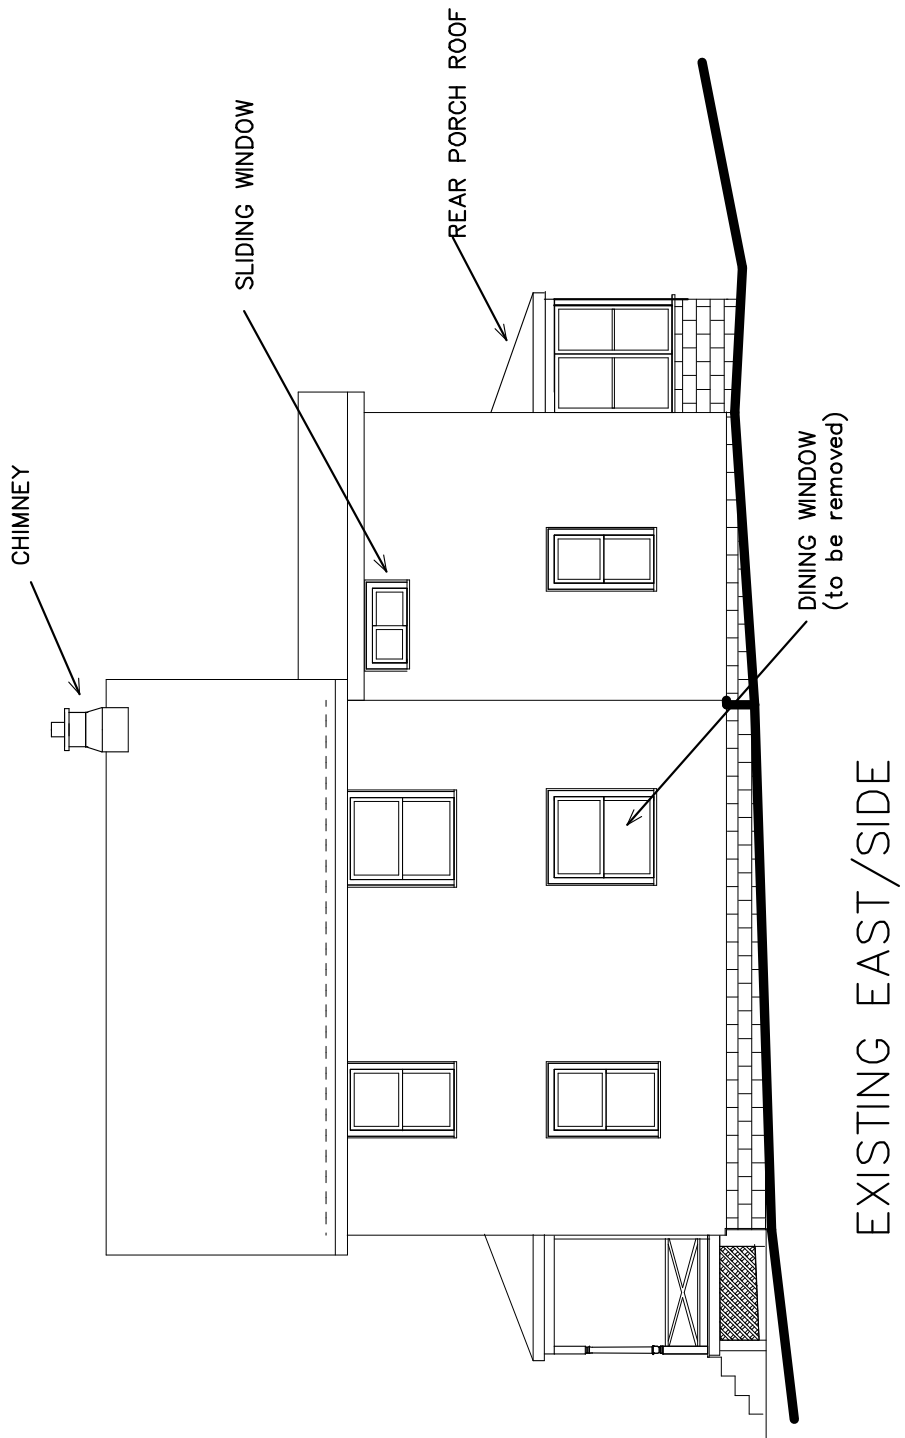 CHIMNEY
SLIDING WINDOW
REAR PORCH ROOF
DINING WINDOW
(to be removed)
EXISTING EAST/SIDE